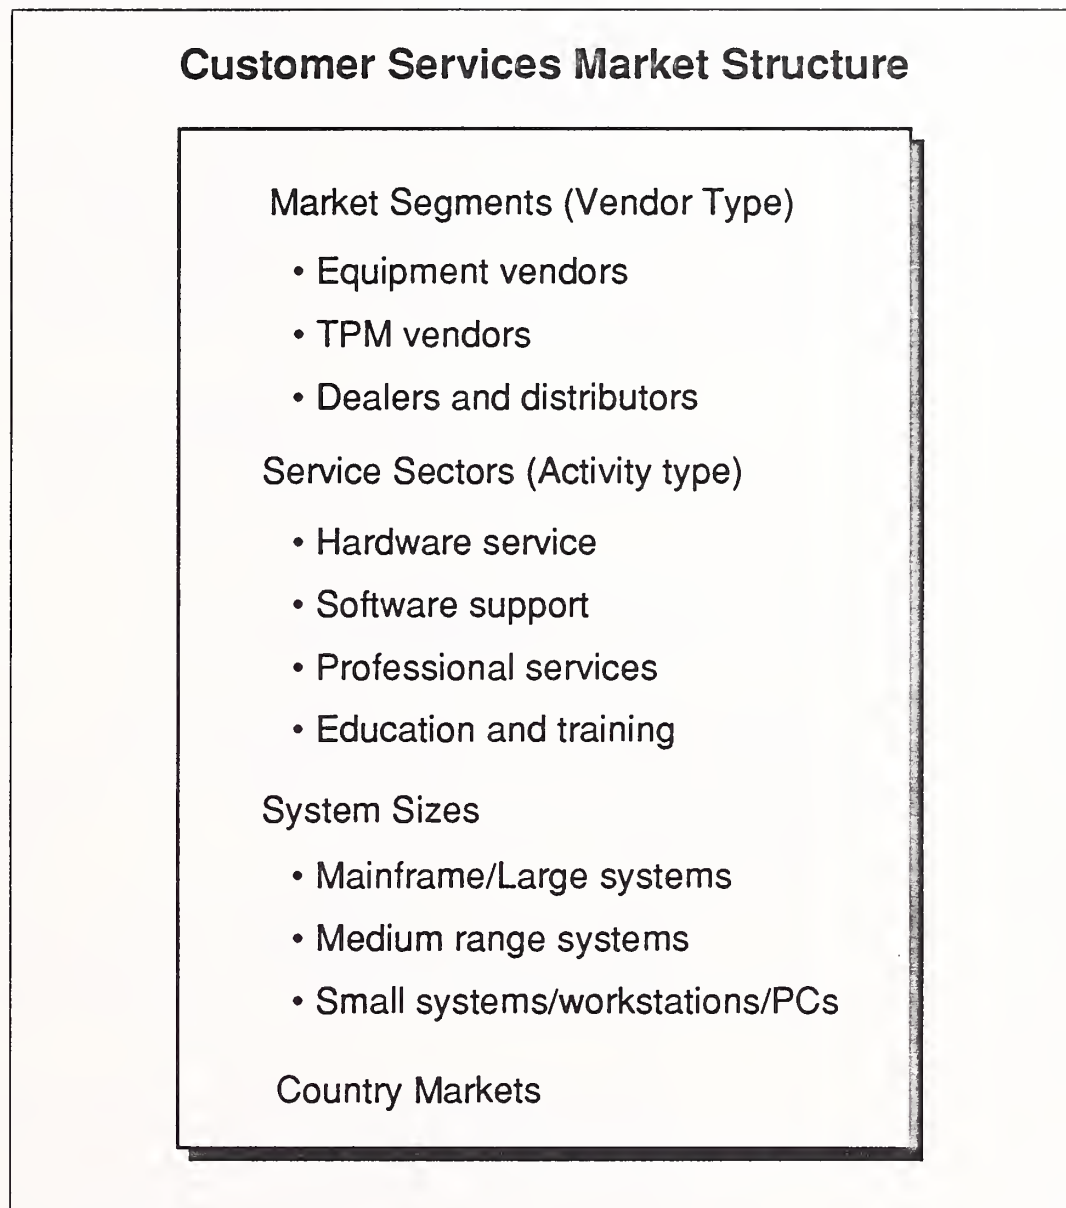 Customer Services Market Structure
Market Segments (Vendor Type)
• Equipment vendors
• TPM vendors
• Dealers and distributors
Service Sectors (Activity type)
• Hardware service
• Software support
• Professional services
• Education and training
System Sizes
• Mainframe/Large systems
• Medium range systems
• Small systems/workstations/PCs
Country Markets